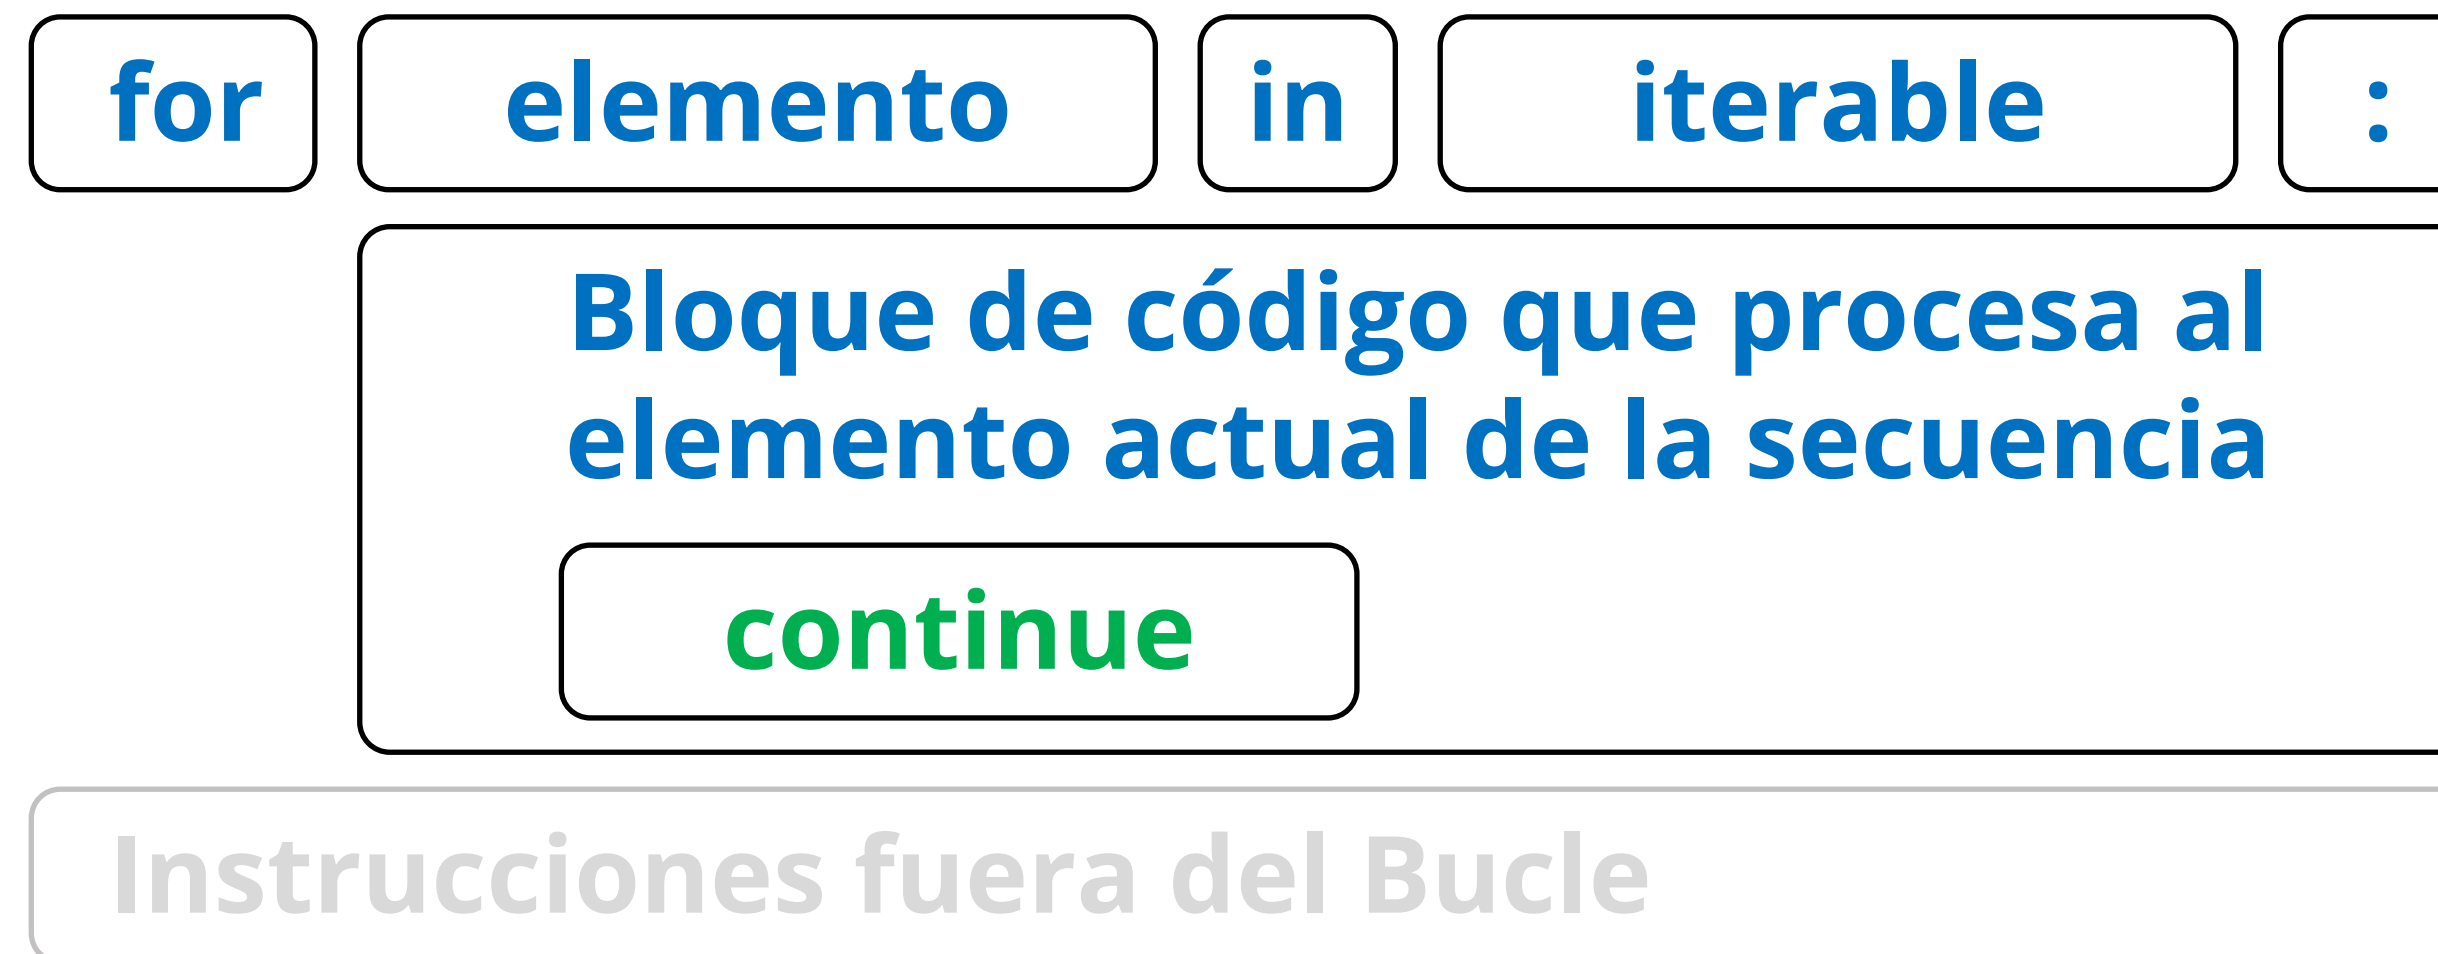 for elemento in iterable :
Bloque de código que procesa al
elemento actual de la secuencia
continue
Instrucciones fuera del Bucle